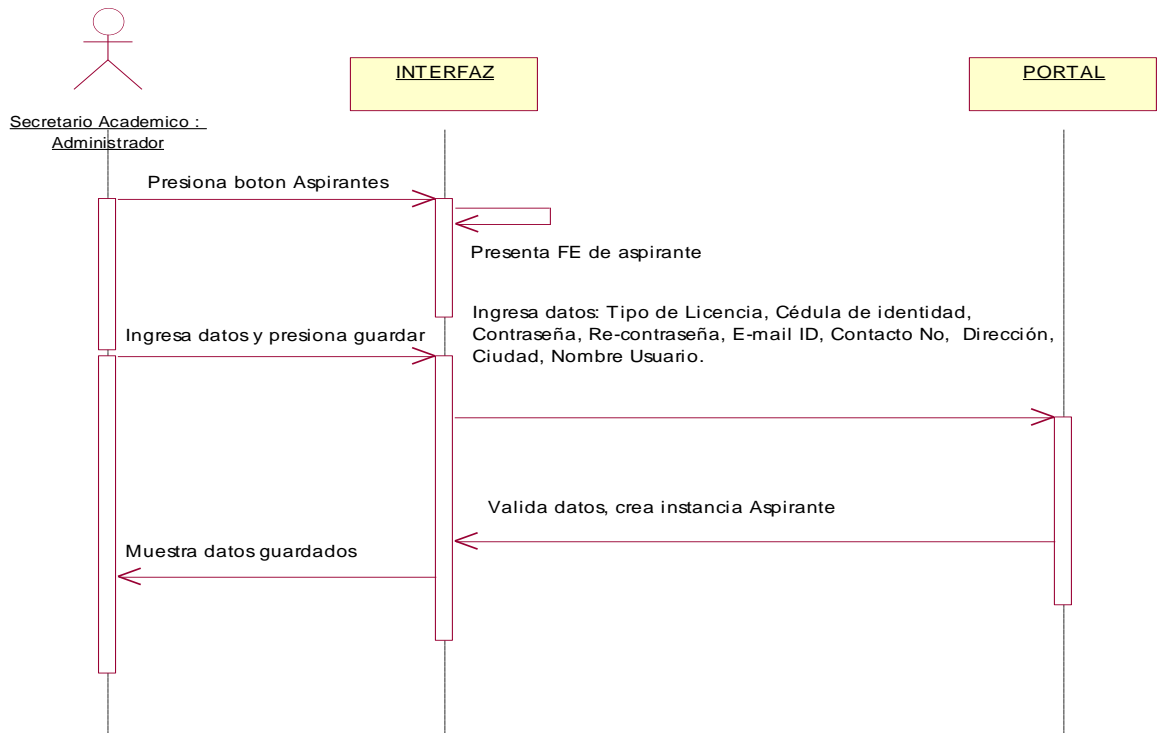 INTERFAZ
PORTAL
Secretario Academico :
Administrador
Presiona boton Aspirantes
Presenta FE de aspirante
Ingresa datos: Tipo de Licencia, Cédula de identidad,
Contraseña, Re-contraseña, E-mail ID, Contacto No, Dirección,
Ciudad, Nombre Usuario.
Ingresa datos y presiona guardar
Valida datos, crea instancia Aspirante
Muestra datos guardados